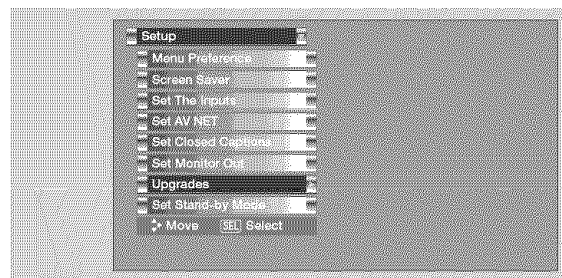 Setup
Menu Preference
Screen Saver
Set The Inputs
Set AV NET
Set Closed Captions
Set Monitor Out
Upgrades
Set Stand-by Mode
Move SEL Select